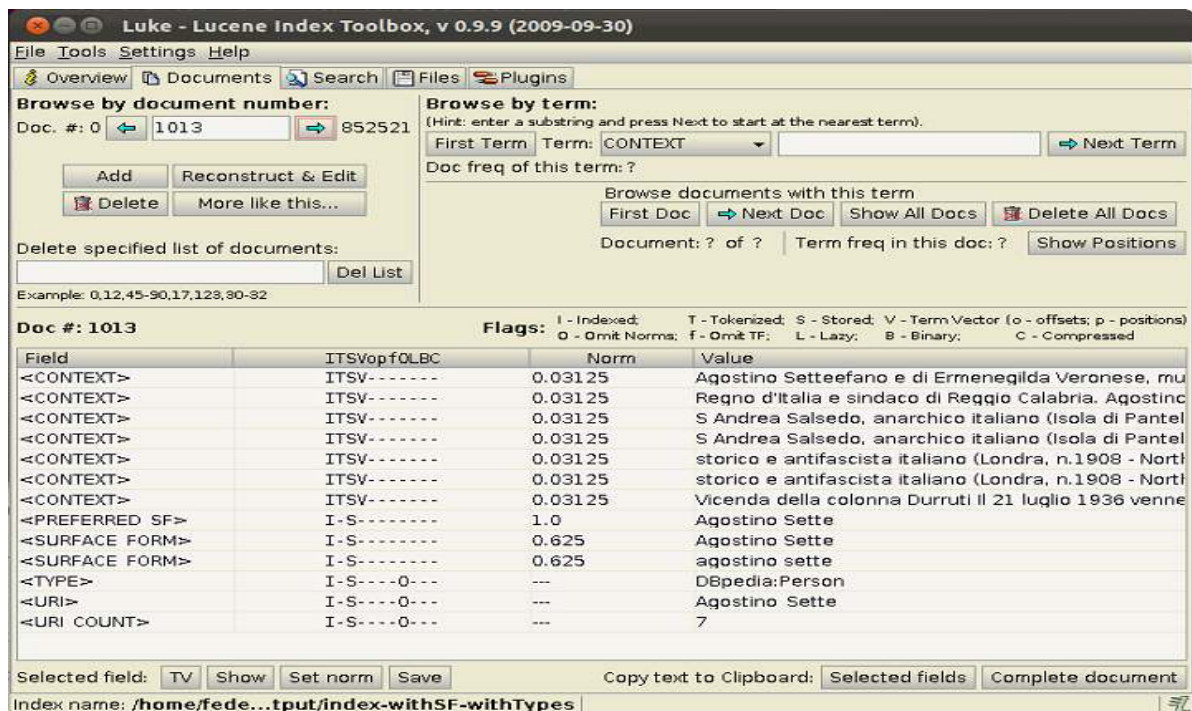 Luke - Lucene Index Toolbox, v 0.9.9 (2009-09-30)
File Tools Settings Help
Overview Documents Search Files Plugins
Browse by document number:
Doc. #: 0 1013 852521
Add Reconstruct & Edit
Delete More like this...
Delete specified list of documents:
Del List
Example: 0,12,45-90,17,123,30-32
Browse by term:
(Hint: enter a substring and press Next to start at the nearest term).
First Term Term: CONTEXT Next Term
Doc freq of this term: ?
Browse documents with this term
First Doc Next Doc Show All Docs Delete All Docs
Document: ? of ? Term freq in this doc: ? Show Positions
Doc #: 1013
Flags: I - Indexed; T - Tokenized; S - Stored; V - Term Vector (o - offsets; p - positions)
O - Omit Norms; f - Omit TF; L - Lazy; B - Binary; C - Compressed
Field ITSVopfOLBC Norm Value
<CONTEXT> ITSV------- 0.03125 Agostino Setteefano e di Ermenegilda Veronese, mu
<CONTEXT> ITSV------- 0.03125 Regno d'Italia e sindaco di Reggio Calabria. Agostino
<CONTEXT> ITSV------- 0.03125 S Andrea Salsedo, anarchico italiano (Isola di Pantel
<CONTEXT> ITSV------- 0.03125 S Andrea Salsedo, anarchico italiano (Isola di Pantel
<CONTEXT> ITSV------- 0.03125 storico e antifascista italiano (Londra, n.1908 - North
<CONTEXT> ITSV------- 0.03125 storico e antifascista italiano (Londra, n.1908 - North
<CONTEXT> ITSV------- 0.03125 Vicenda della colonna Durruti Il 21 luglio 1936 venne
<PREFERRED SF> I-S-------- 1.0 Agostino Sette
<SURFACE FORM> I-S-------- 0.625 Agostino Sette
<SURFACE FORM> I-S-------- 0.625 agostino sette
<TYPE> I-S----O--- --- DBpedia:Person
<URI> I-S----O--- --- Agostino Sette
<URI COUNT> I-S----O--- --- 7
Selected field: TV Show Set norm Save Copy text to Clipboard: Selected fields Complete document
Index name: /home/fede...tput/index-withSF-withTypes